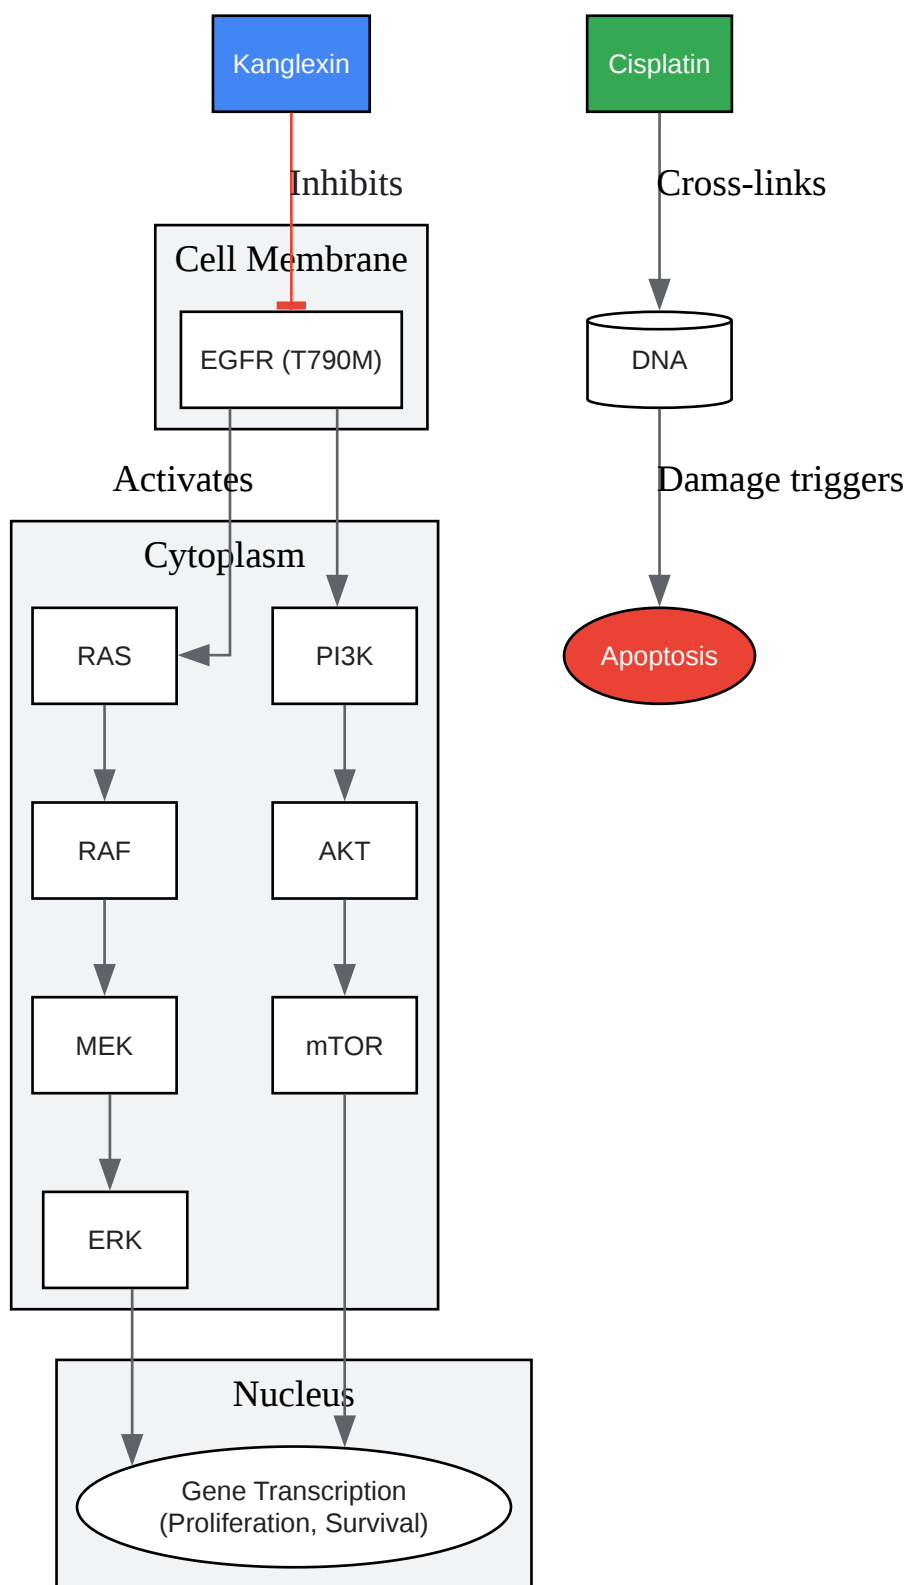 Kanglexin
Cisplatin
Inhibits
Cross-links
Cell Membrane
EGFR (T790M)
DNA
Activates
Damage triggers
Cytoplasm
RAS
PI3K
Apoptosis
RAF
AKT
MEK
mTOR
ERK
Nucleus
Gene Transcription
(Proliferation, Survival)